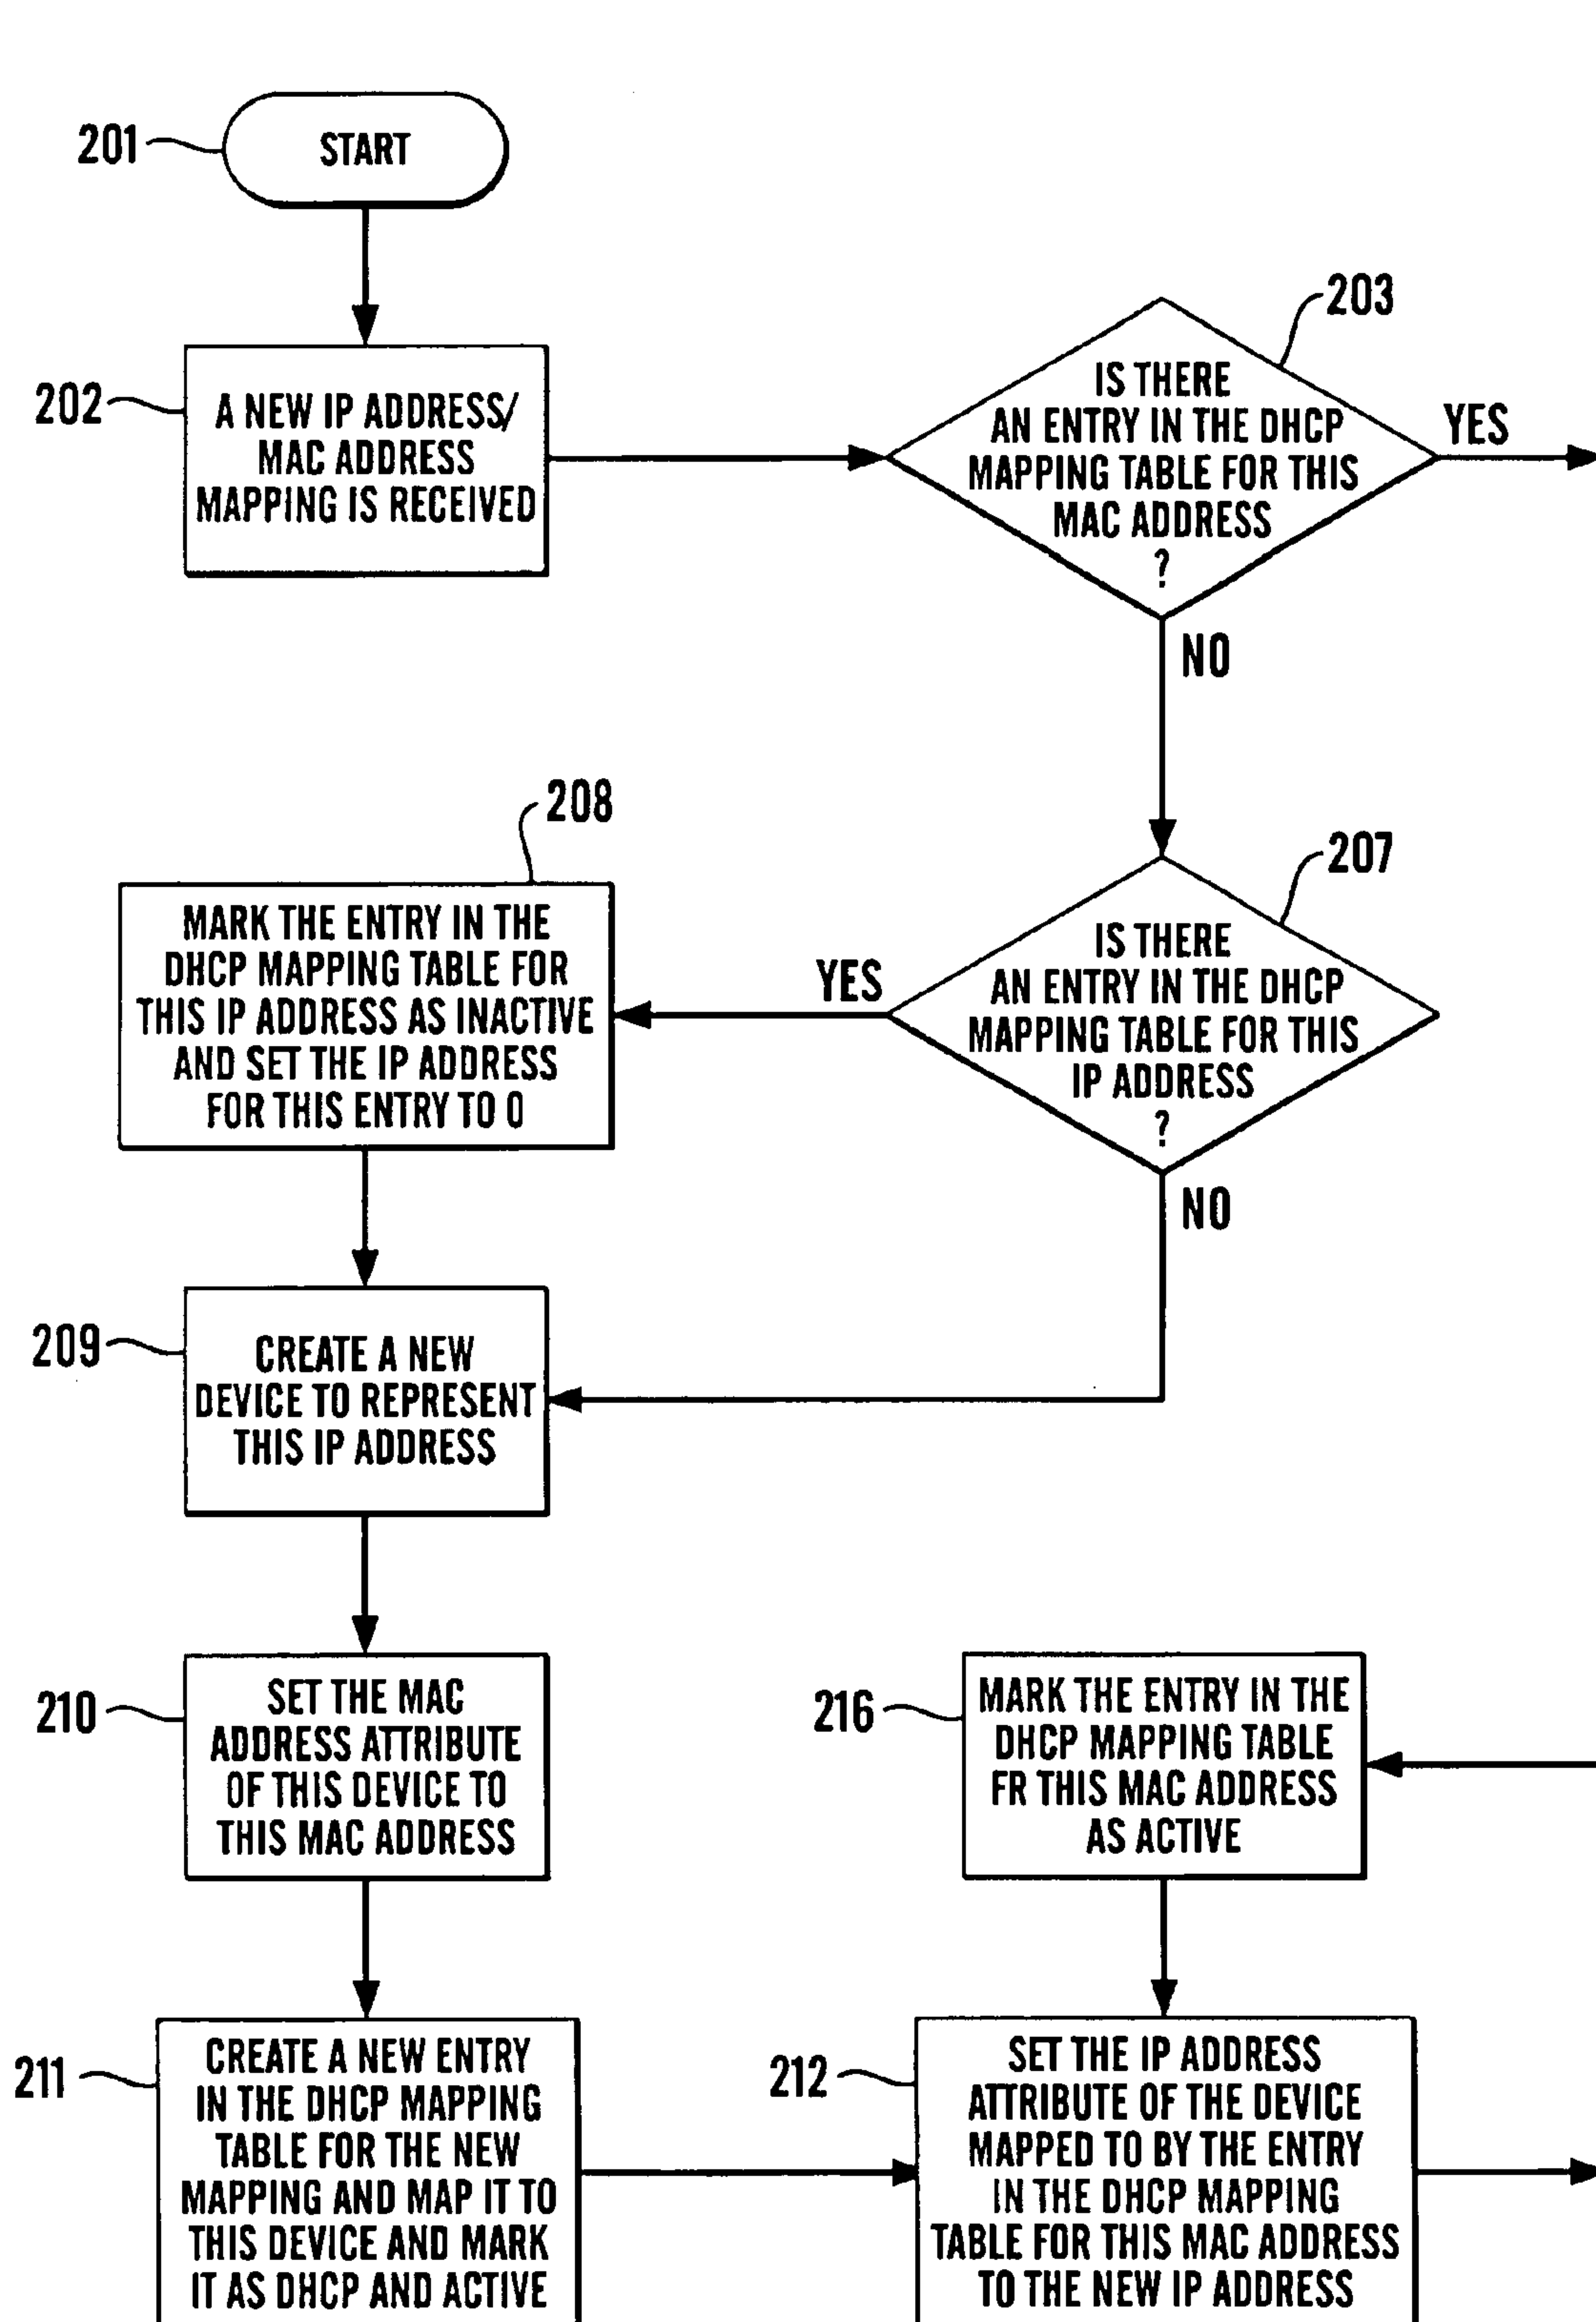 201
START
202
A NEW IP ADDRESS/
MAC ADDRESS
MAPPING IS RECEIVED
203
IS THERE
AN ENTRY IN THE DHCP
MAPPING TABLE FOR THIS
MAC ADDRESS
?
YES
NO
208
MARK THE ENTRY IN THE
DHCP MAPPING TABLE FOR
THIS IP ADDRESS AS INACTIVE
AND SET THE IP ADDRESS
FOR THIS ENTRY TO 0
YES
207
IS THERE
AN ENTRY IN THE DHCP
MAPPING TABLE FOR THIS
IP ADDRESS
?
NO
209
CREATE A NEW
DEVICE TO REPRESENT
THIS IP ADDRESS
210
SET THE MAC
ADDRESS ATTRIBUTE
OF THIS DEVICE TO
THIS MAC ADDRESS
216
MARK THE ENTRY IN THE
DHCP MAPPING TABLE
FR THIS MAC ADDRESS
AS ACTIVE
211
CREATE A NEW ENTRY
IN THE DHCP MAPPING
TABLE FOR THE NEW
MAPPING AND MAP IT TO
THIS DEVICE AND MARK
IT AS DHCP AND ACTIVE
212
SET THE IP ADDRESS
ATTRIBUTE OF THE DEVICE
MAPPED TO BY THE ENTRY
IN THE DHCP MAPPING
TABLE FOR THIS MAC ADDRESS
TO THE NEW IP ADDRESS